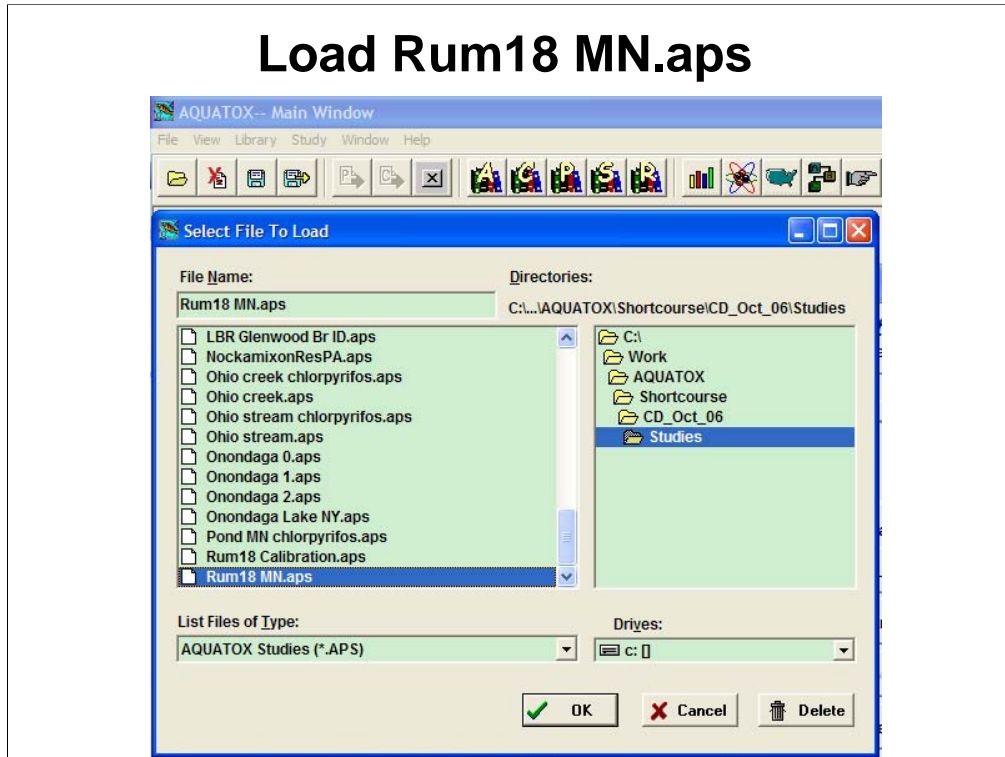 Load Rum18 MN.aps
AQUATOX-- Main Window
File View Library Study Window Help
P C X A C P S R
Select File To Load
File Name:
Directories:
Rum18 MN.aps
C:\...\AQUATOX\Shortcourse\CD_Oct_06\Studies
LBR Glenwood Br ID.aps
NockamixonResPA.aps
Ohio creek chlorpyrifos.aps
Ohio creek.aps
Ohio stream chlorpyrifos.aps
Ohio stream.aps
Onondaga 0.aps
Onondaga 1.aps
Onondaga 2.aps
Onondaga Lake NY.aps
Pond MN chlorpyrifos.aps
Rum18 Calibration.aps
Rum18 MN.aps
C:\
Work
AQUATOX
Shortcourse
CD_Oct_06
Studies
List Files of Type:
Drives:
AQUATOX Studies (*.APS)
c: []
OK Cancel Delete